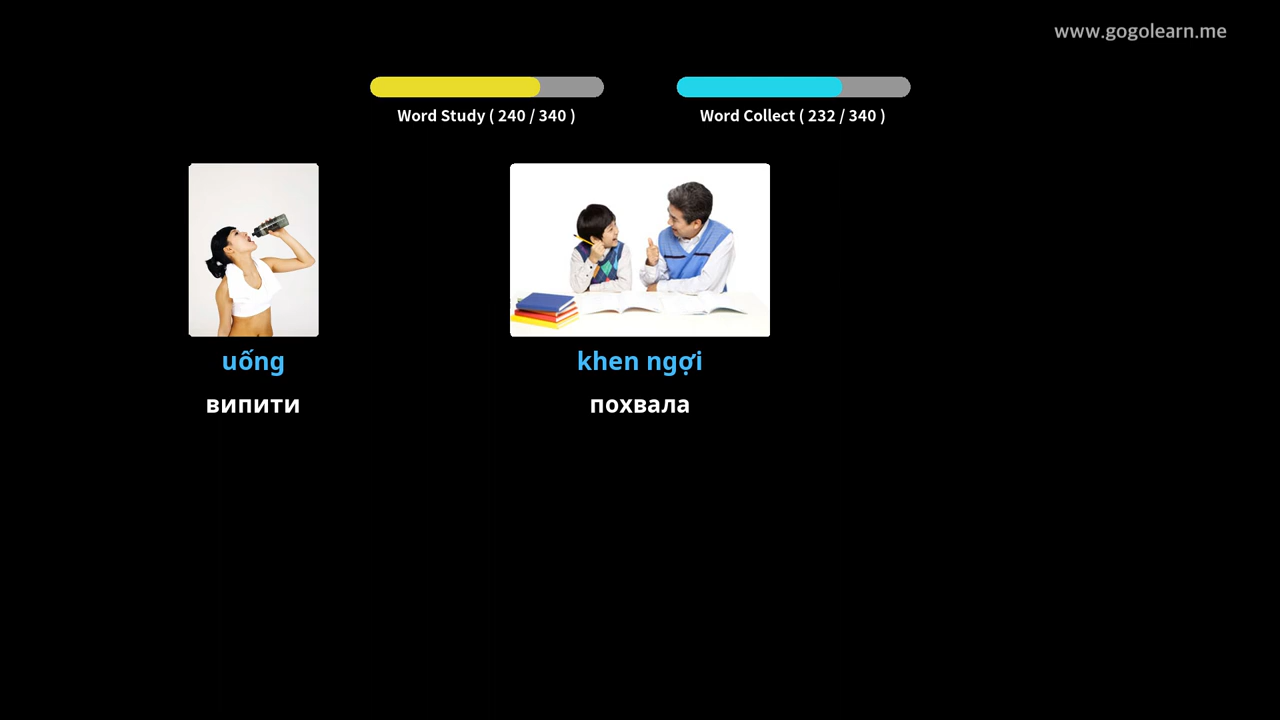 www.gogolearn.me
Word Study ( 240 / 340 )
Word Collect ( 232 / 340 )
uống
випити
khen ngợi
похвала